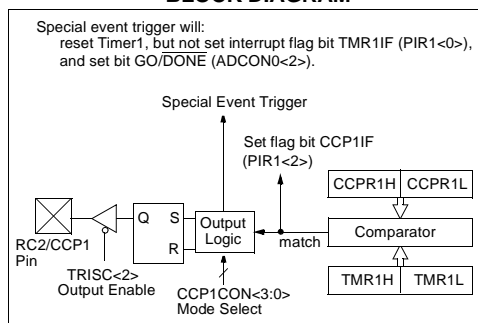 BLOCK DIAGRAM
Special event trigger will:
reset Timer1, but not set interrupt flag bit TMR1IF (PIR1<0>),
and set bit GO/DONE (ADCON0<2>).
Special Event Trigger
Set flag bit CCP1IF
(PIR1<2>)
CCPR1H CCPR1L
Q S Output
R Logic
match
Comparator
RC2/CCP1
Pin
TRISC<2>
Output Enable
CCP1CON<3:0>
Mode Select
TMR1H TMR1L